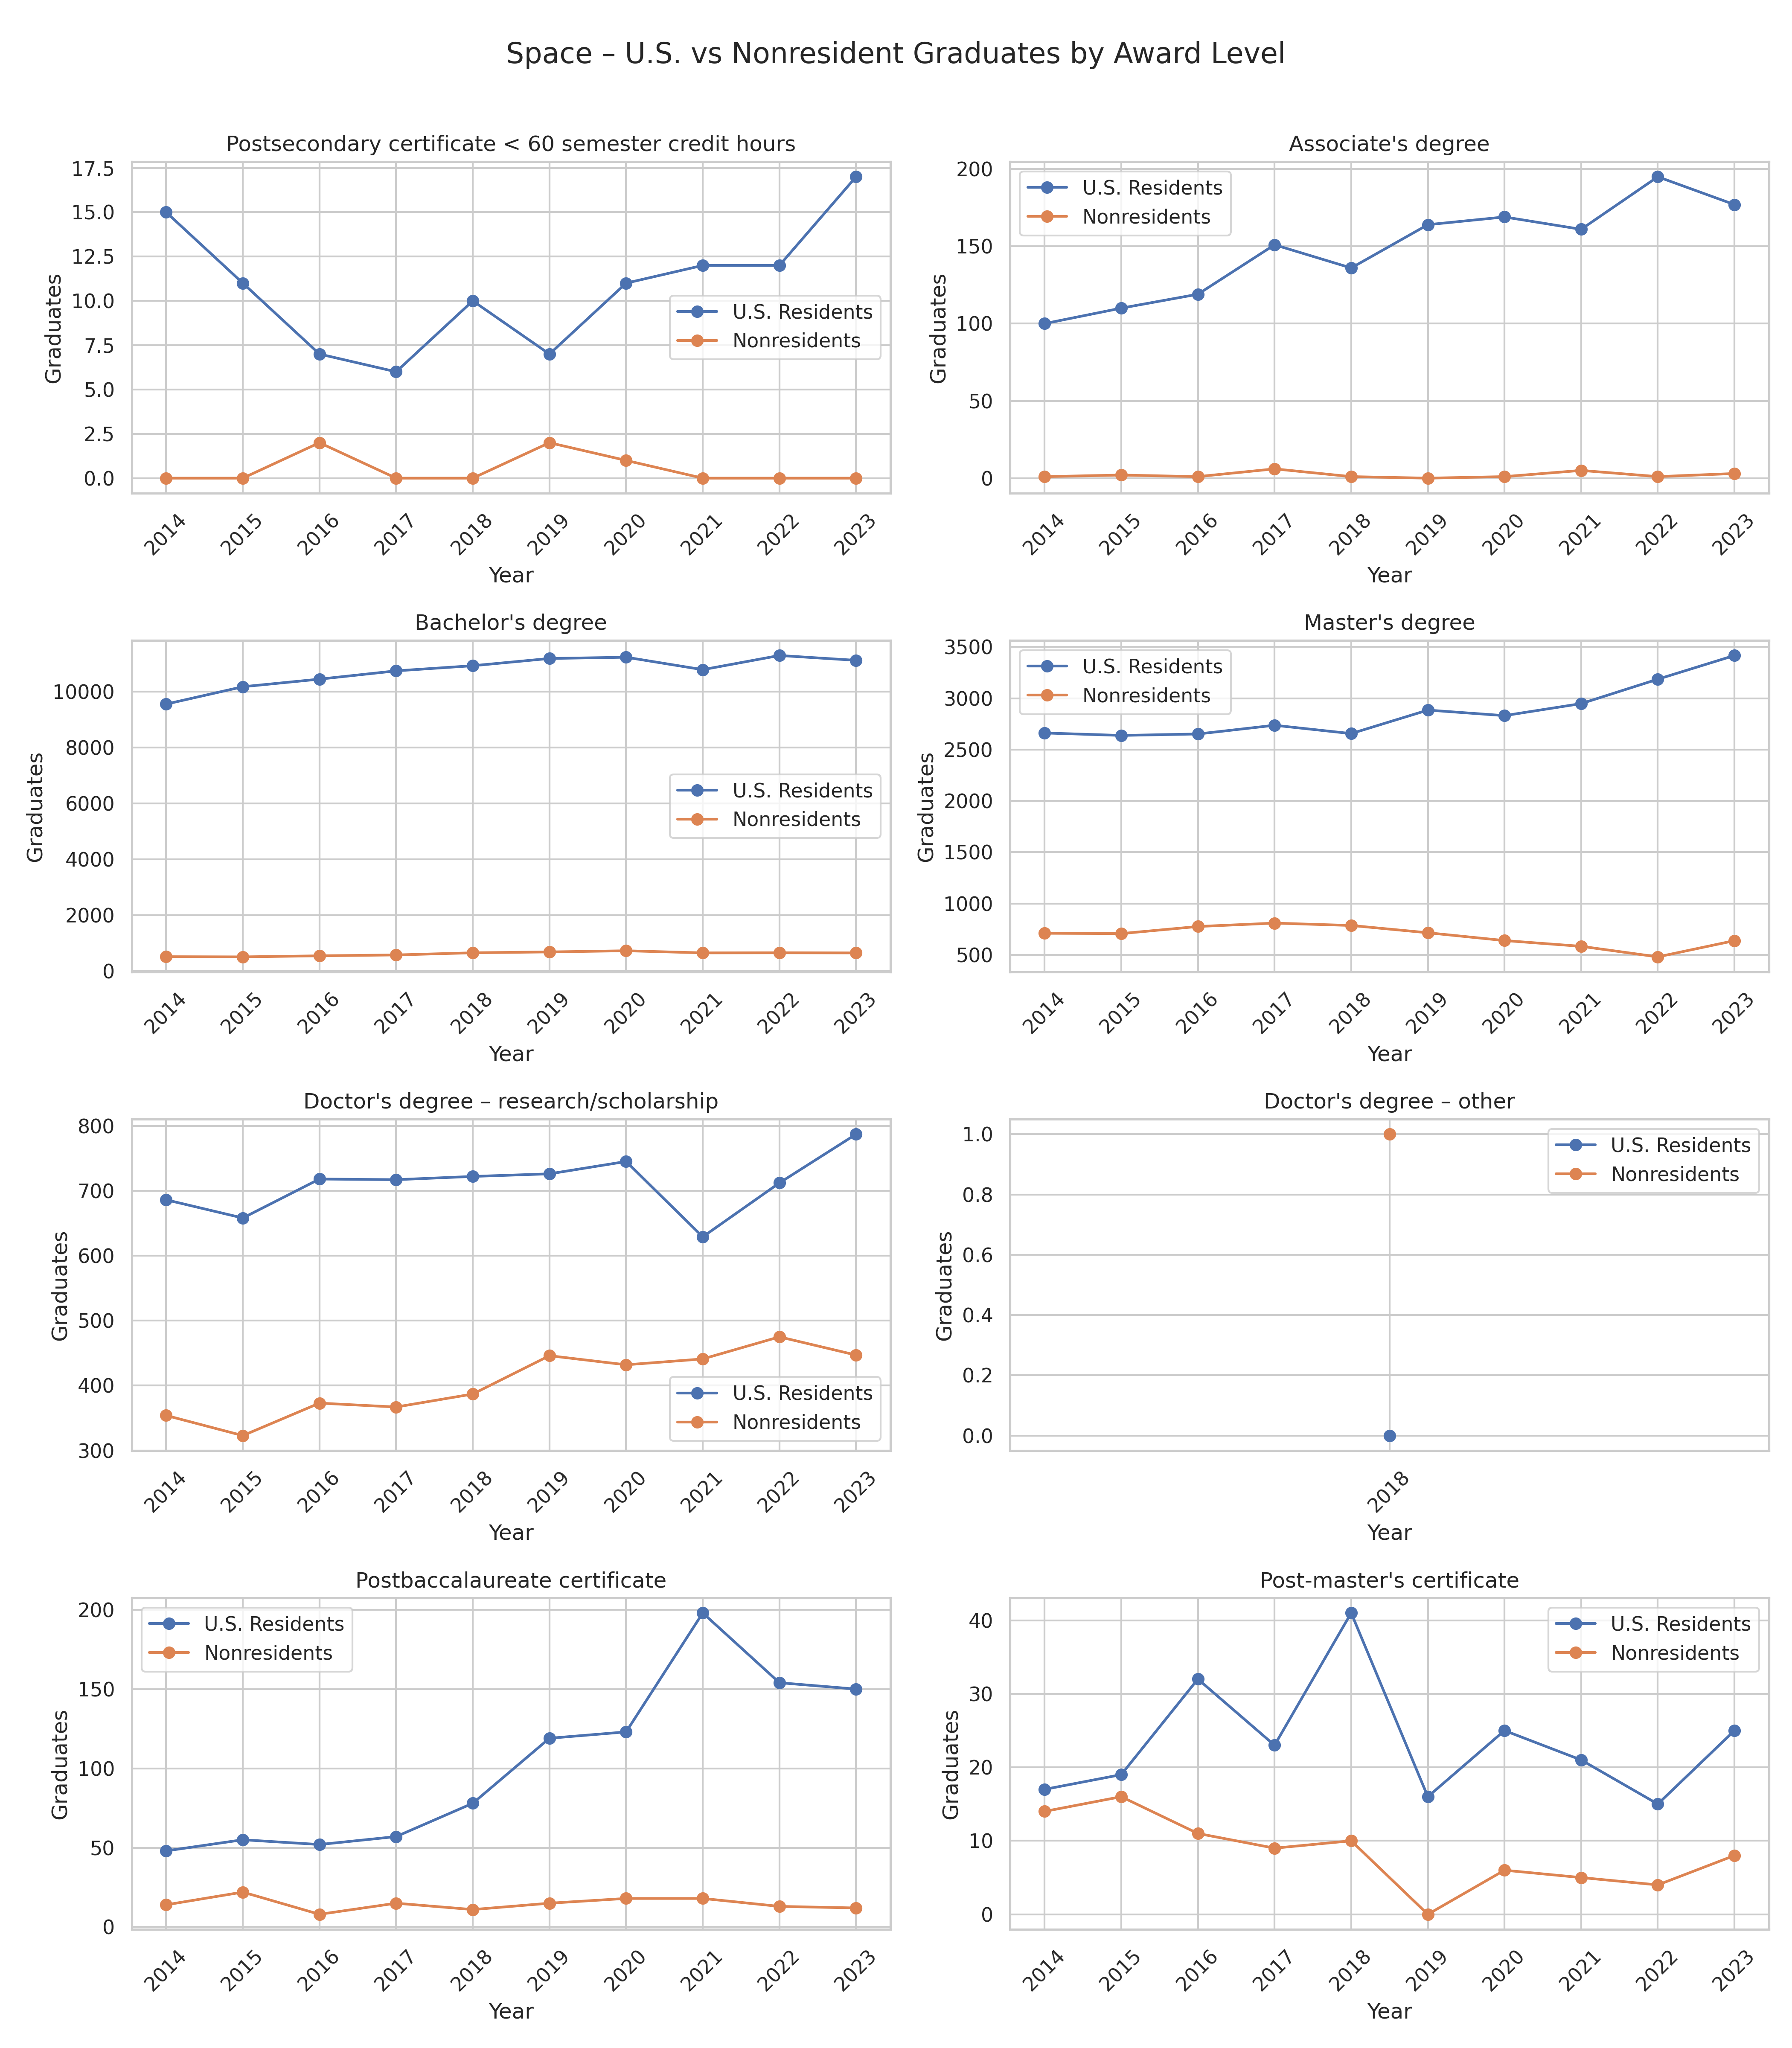 Space – U.S. vs Nonresident Graduates by Award Level
Postsecondary certificate < 60 semester credit hours
17.5
15.0
12.5
10.0
7.5
5.0
2.5
0.0
Graduates
U.S. Residents
Nonresidents
2014 2015 2016 2017 2018 2019 2020 2021 2022 2023
Year
Associate's degree
200
150
100
50
0
Graduates
U.S. Residents
Nonresidents
2014 2015 2016 2017 2018 2019 2020 2021 2022 2023
Year
Bachelor's degree
10000
8000
6000
4000
2000
0
Graduates
U.S. Residents
Nonresidents
2014 2015 2016 2017 2018 2019 2020 2021 2022 2023
Year
Master's degree
3500
3000
2500
2000
1500
1000
500
Graduates
U.S. Residents
Nonresidents
2014 2015 2016 2017 2018 2019 2020 2021 2022 2023
Year
Doctor's degree – research/scholarship
800
700
600
500
400
300
Graduates
U.S. Residents
Nonresidents
2014 2015 2016 2017 2018 2019 2020 2021 2022 2023
Year
Doctor's degree – other
1.0
0.8
0.6
0.4
0.2
0.0
Graduates
U.S. Residents
Nonresidents
2018
Year
Postbaccalaureate certificate
200
150
100
50
0
Graduates
U.S. Residents
Nonresidents
2014 2015 2016 2017 2018 2019 2020 2021 2022 2023
Year
Post-master's certificate
40
30
20
10
0
Graduates
U.S. Residents
Nonresidents
2014 2015 2016 2017 2018 2019 2020 2021 2022 2023
Year